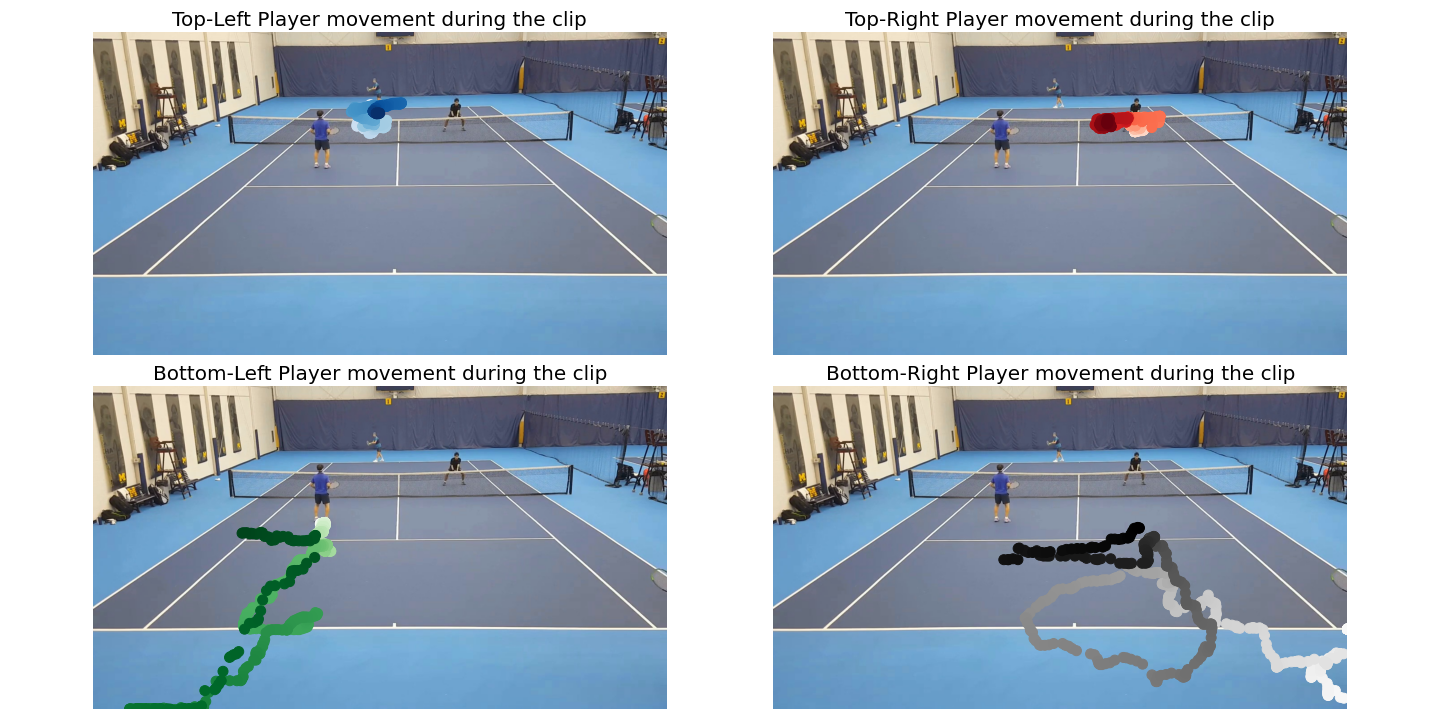 Top-Left Player movement during the clip
Top-Right Player movement during the clip
Bottom-Left Player movement during the clip
Bottom-Right Player movement during the clip